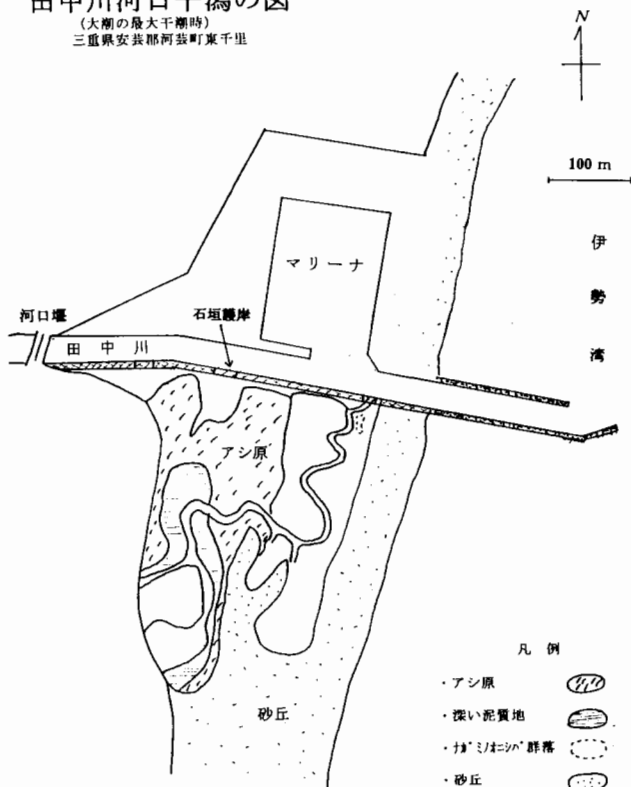 田中川河口干潟の図
(大潮の最大干潮時)
三重県安芸郡河芸町東千里
N
100 m
伊勢湾
マリーナ
河口堰
石垣護岸
田中川
アシ原
砂丘
凡例
・アシ原
・深い泥質地
・ナガミノオニシバ群落
・砂丘